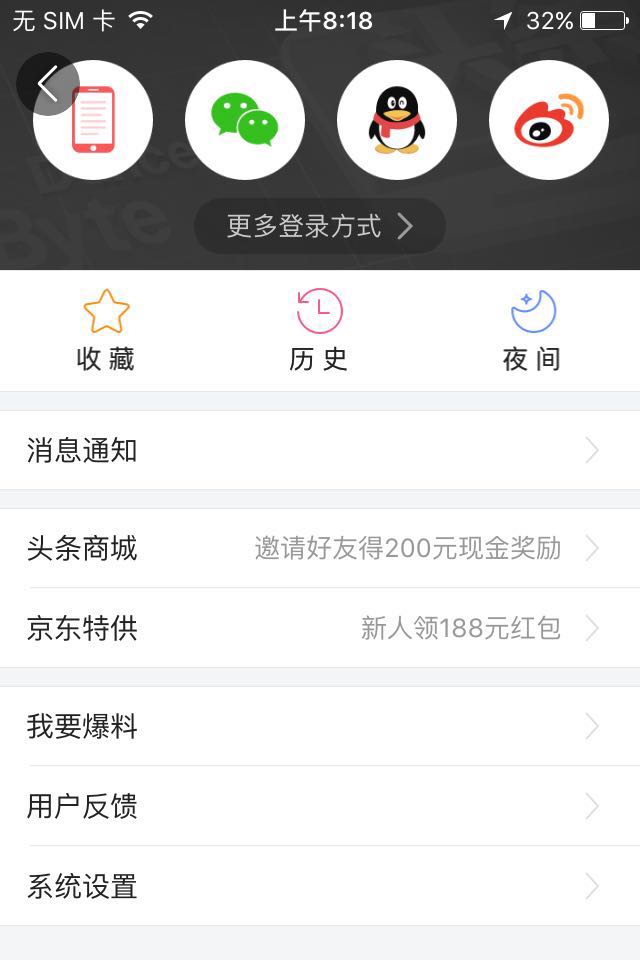 无 SIM 卡 上午8:18 32%
Dance
Byte
更多登录方式
收藏 历史 夜间
消息通知
头条商城 邀请好友得200元现金奖励
京东特供 新人领188元红包
我要爆料
用户反馈
系统设置